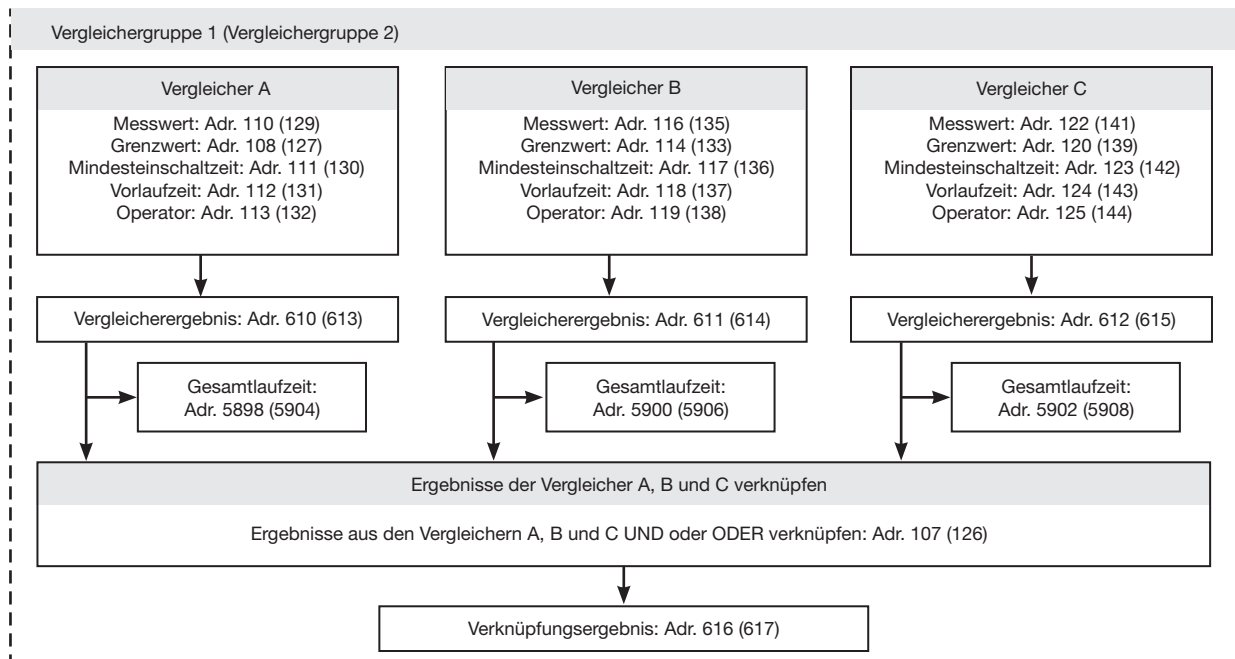 Vergleichergruppe 1 (Vergleichergruppe 2)
Vergleicher A
Messwert: Adr. 110 (129)
Grenzwert: Adr. 108 (127)
Mindesteinschaltzeit: Adr. 111 (130)
Vorlaufzeit: Adr. 112 (131)
Operator: Adr. 113 (132)
Vergleicherergebnis: Adr. 610 (613)
Gesamtlaufzeit:
Adr. 5898 (5904)
Vergleicher B
Messwert: Adr. 116 (135)
Grenzwert: Adr. 114 (133)
Mindesteinschaltzeit: Adr. 117 (136)
Vorlaufzeit: Adr. 118 (137)
Operator: Adr. 119 (138)
Vergleicherergebnis: Adr. 611 (614)
Gesamtlaufzeit:
Adr. 5900 (5906)
Vergleicher C
Messwert: Adr. 122 (141)
Grenzwert: Adr. 120 (139)
Mindesteinschaltzeit: Adr. 123 (142)
Vorlaufzeit: Adr. 124 (143)
Operator: Adr. 125 (144)
Vergleicherergebnis: Adr. 612 (615)
Gesamtlaufzeit:
Adr. 5902 (5908)
Ergebnisse der Vergleicher A, B und C verknüpfen
Ergebnisse aus den Vergleichern A, B und C UND oder ODER verknüpfen: Adr. 107 (126)
Verknüpfungsergebnis: Adr. 616 (617)